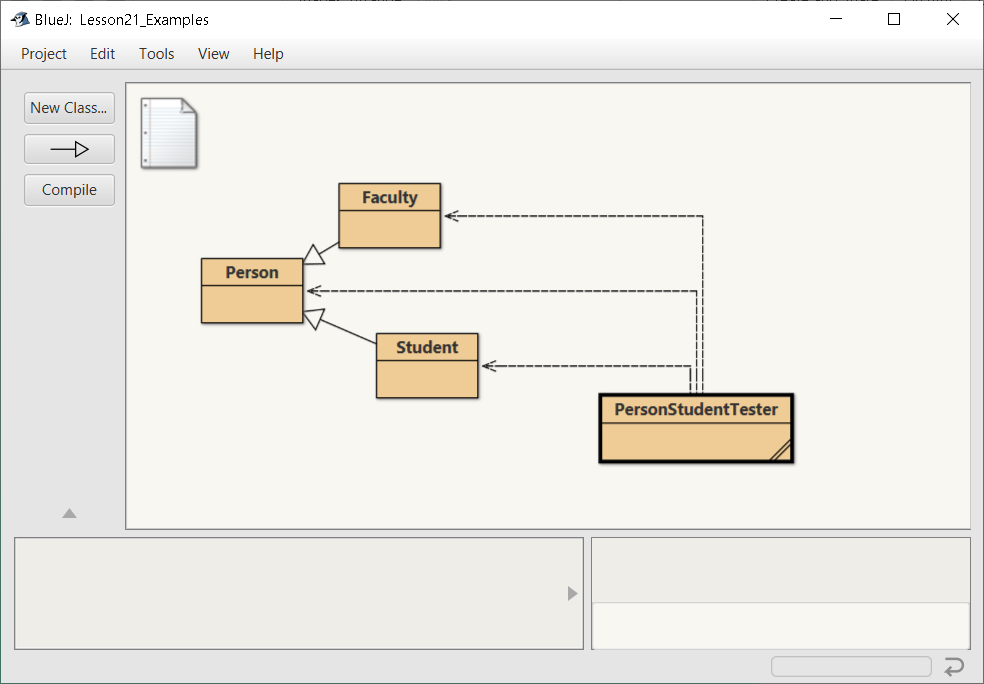 BlueJ: Lesson21_Examples
Project Edit Tools View Help
New Class...
Compile
Faculty
Person
Student
PersonStudentTester